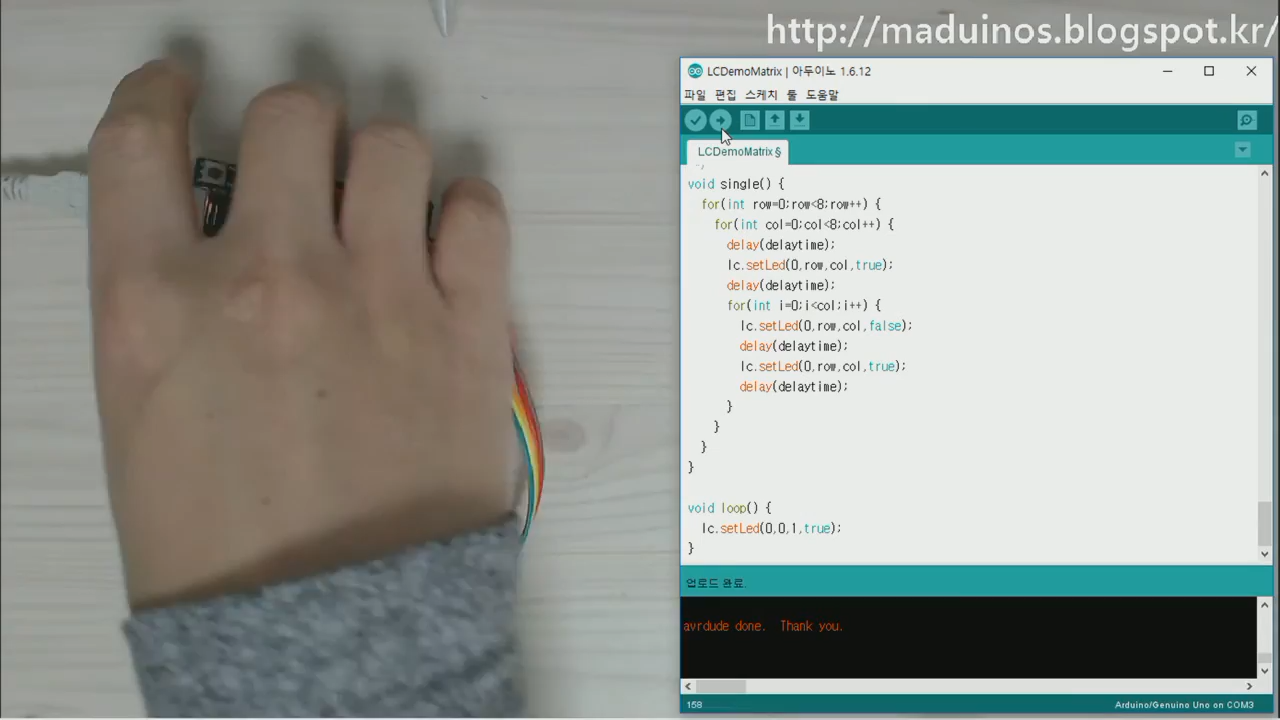 http://maduinos.blogspot.kr/
LCDemoMatrix | 아두이노 1.6.12
파일 편집 스케치 툴 도움말
LCDemoMatrix §
void single() {
for(int row=0;row<8;row++) {
for(int col=0;col<8;col++) {
delay(delaytime);
lc.setLed(0,row,col,true);
delay(delaytime);
for(int i=0;i<col;i++) {
lc.setLed(0,row,col,false);
delay(delaytime);
lc.setLed(0,row,col,true);
delay(delaytime);
}
}
}
}
void loop() {
lc.setLed(0,0,1,true);
}
업로드 완료.
avrdude done.  Thank you.
158
Arduino/Genuino Uno on COM3